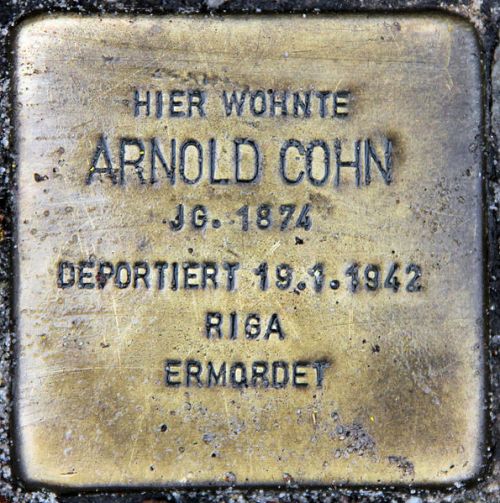 HIER WOHNTE
ARNOLD COHN
JG. 1874
DEPORTIERT 19.1.1942
RIGA
ERMORDET